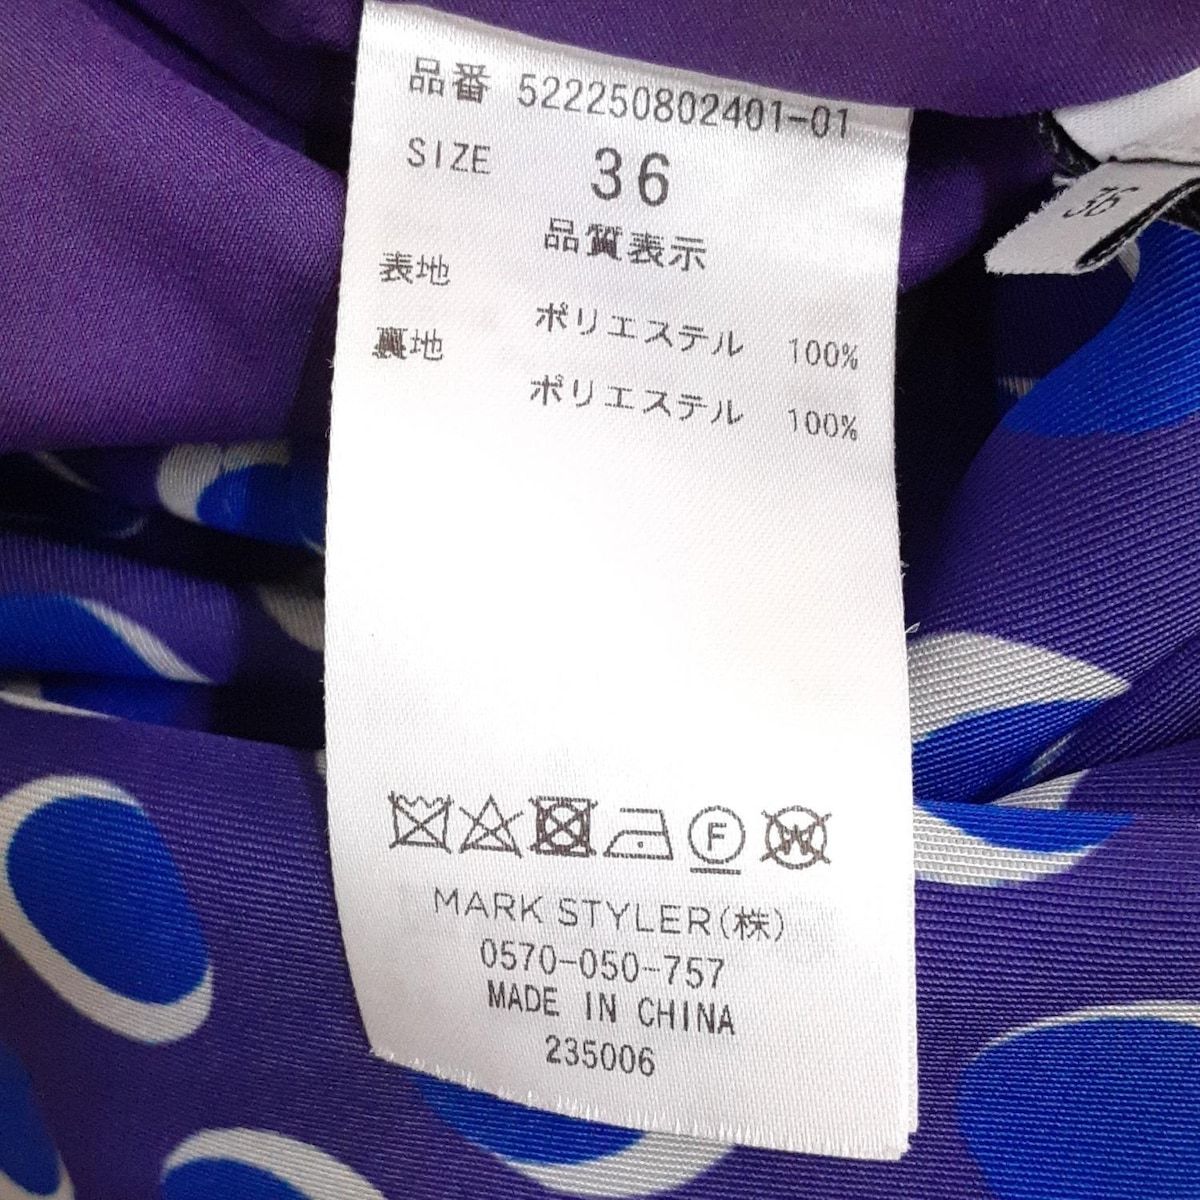 品番 522250802401-01
SIZE 36
品質表示
表地
ポリエステル 100%
裏地
ポリエステル 100%
F
W
MARK STYLER(株)
0570-050-757
MADE IN CHINA
235006
36